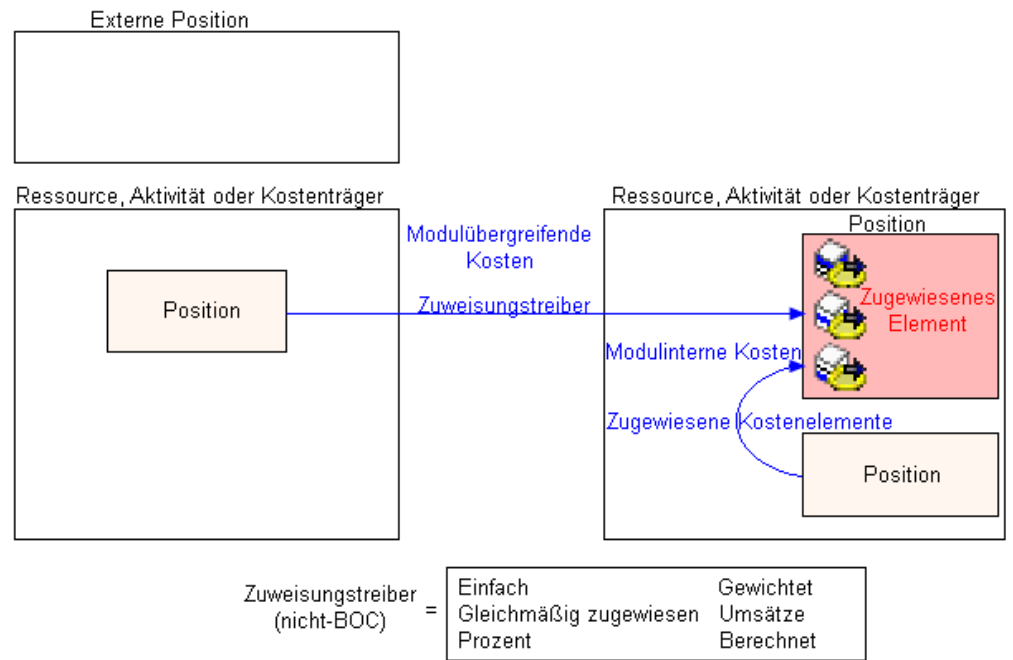 Externe Position
Ressource, Aktivität oder Kostenträger
Position
Modulübergreifende
Kosten
Zuweisungstreiber
Ressource, Aktivität oder Kostenträger
Position
Zugewiesenes
Element
Modulinterne Kosten
Zugewiesene Kostenelemente
Position
Zuweisungstreiber
(nicht-BOC)
=
Einfach Gewichtet
Gleichmäßig zugewiesen Umsätze
Prozent Berechnet